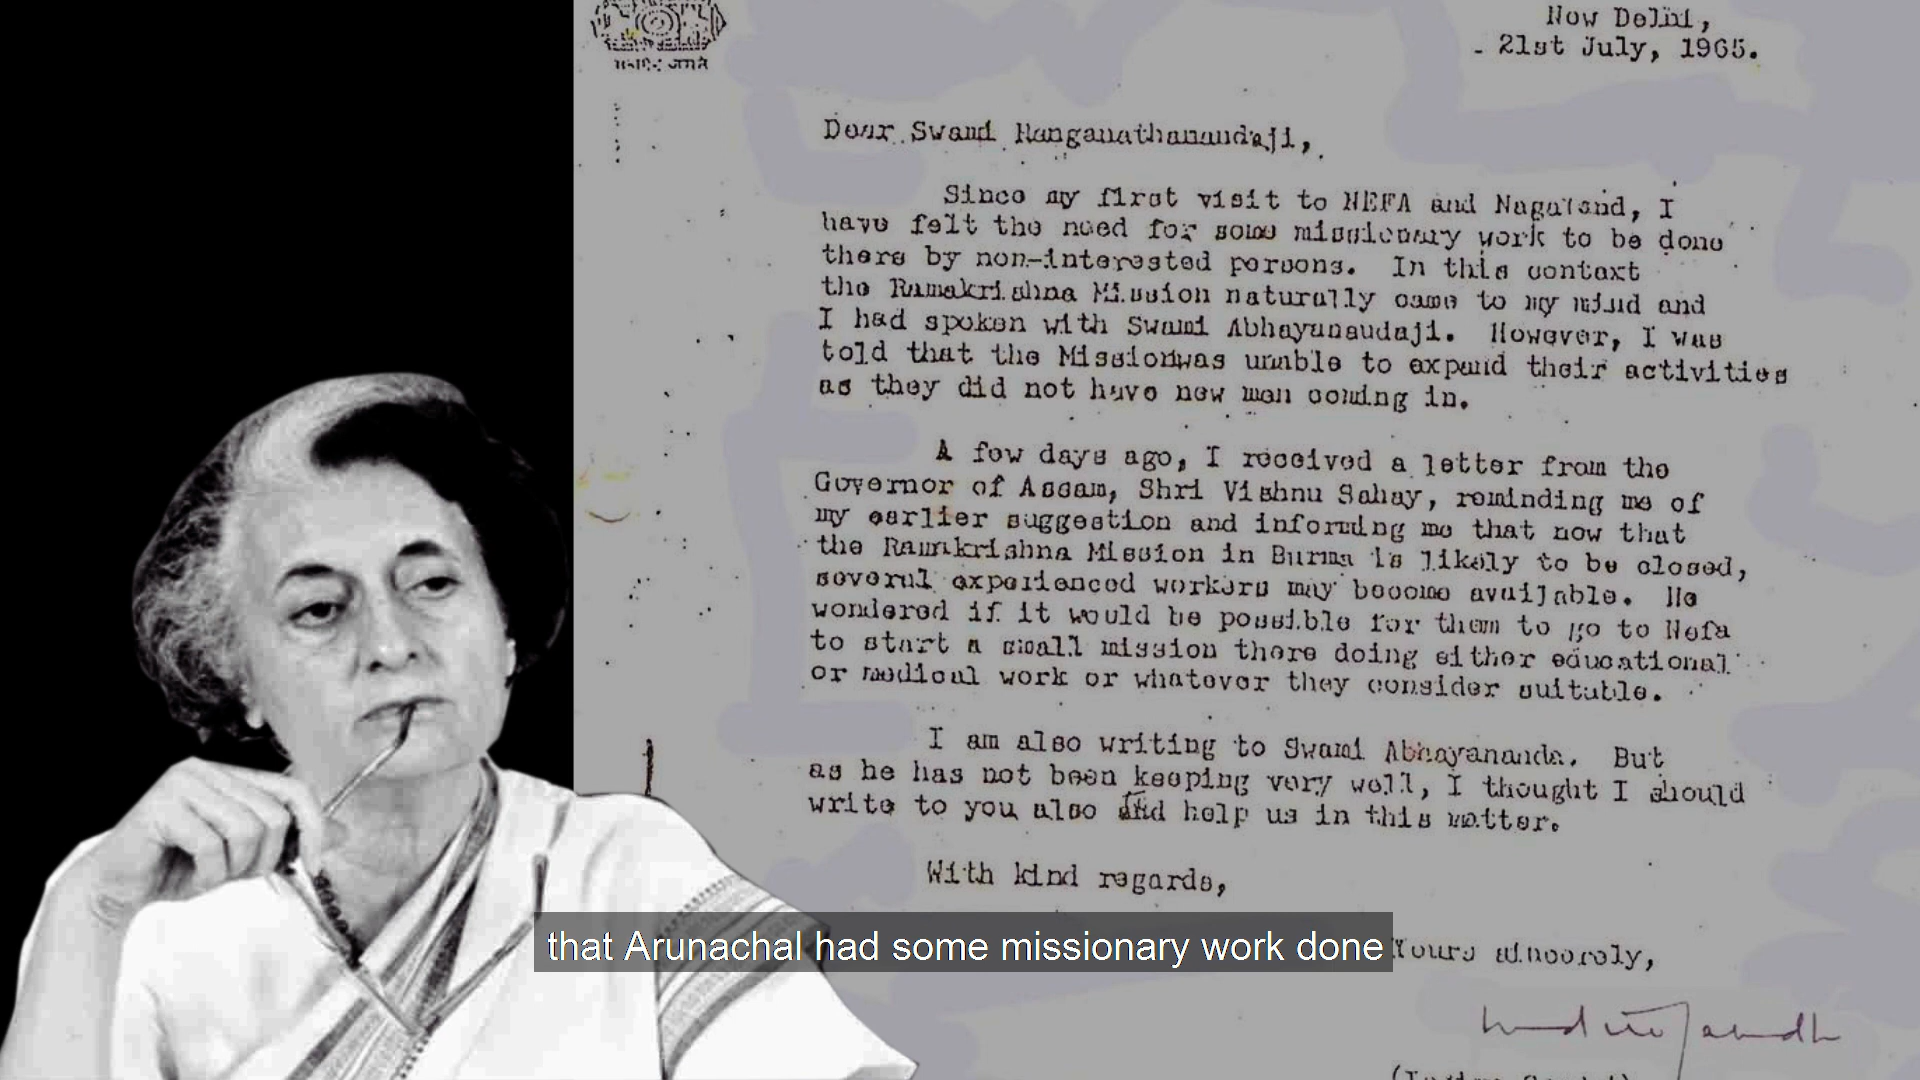 New Delhi,
21st July, 1965.
Dear Swami Ranganathanandaji,
Since my first visit to NEFA and Nagaland, I
have felt the need for some missionary work to be done
there by non-interested persons. In this context
the Ramakrishna Mission naturally came to my mind and
I had spoken with Swami Abhayanandaji. However, I was
told that the Missionwas unable to expand their activities
as they did not have new men coming in.
A few days ago, I received a letter from the
Governor of Assam, Shri Vishnu Sahay, reminding me of
my earlier suggestion and informing me that now that
the Ramakrishna Mission in Burma is likely to be closed,
several experienced workers may become available. He
wondered if it would be possible for them to go to Nefa
to start a small mission there doing either educational
or medical work or whatever they consider suitable.
I am also writing to Swami Abhayananda. But
as he has not been keeping very well, I thought I should
write to you also and help us in this matter.
With kind regards,
that Arunachal had some missionary work done
Yours sincerely,
Indira Gandhi